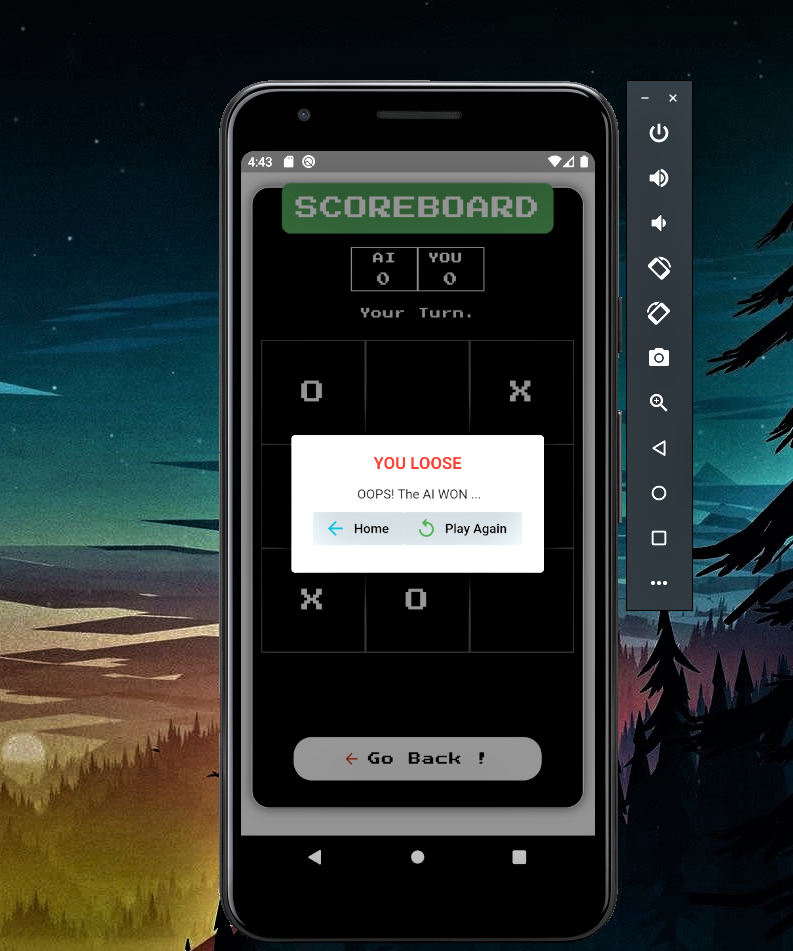 4:43
SCOREBOARD
AI YOU
0 0
Your Turn.
O X
YOU LOOSE
OOPS! The AI WON ...
Home Play Again
X O
Go Back !